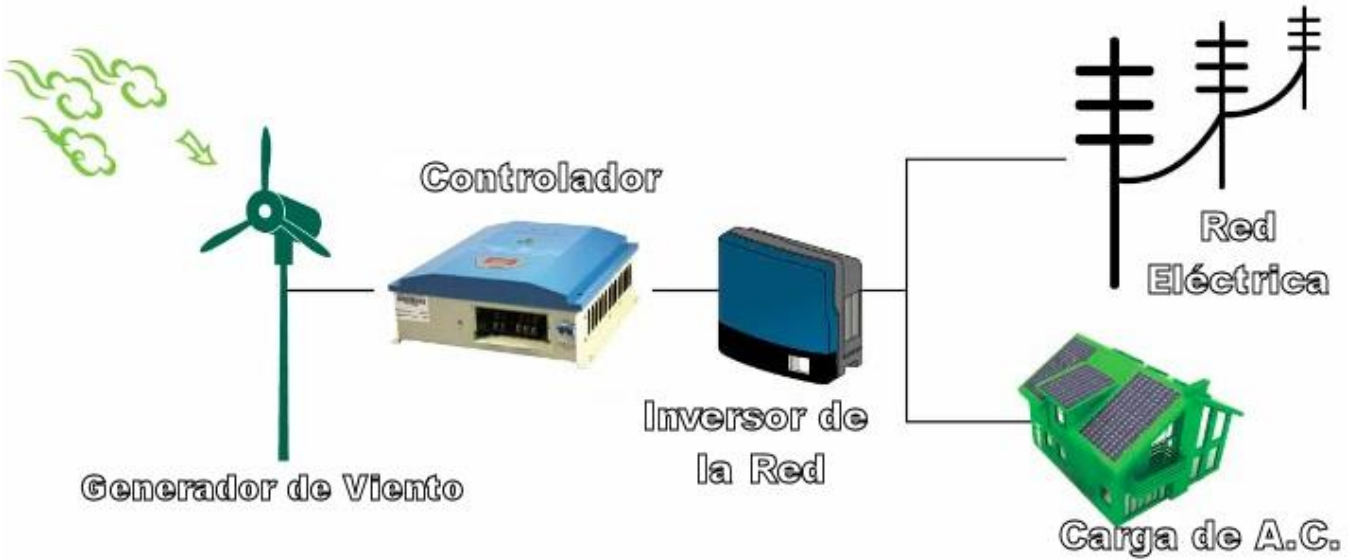 Controlador
Red
Eléctrica
Inversor de
la Red
Generador de Viento
Carga de A.C.